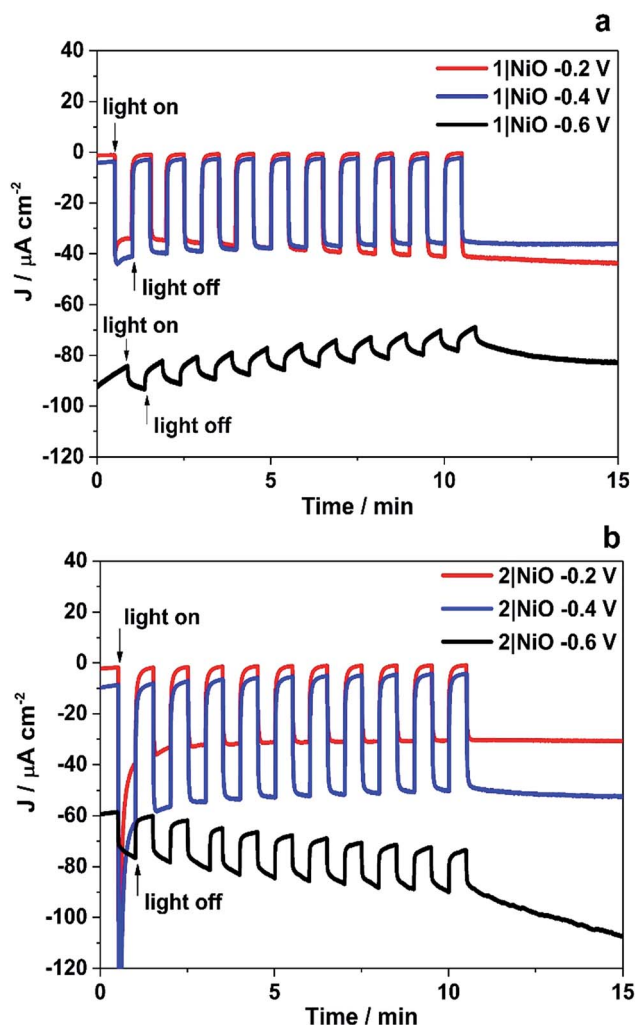 a
40
20
0
-20
-40
-60
-80
-100
-120
J / µA cm-2
light on
light off
light on
light off
1|NiO -0.2 V
1|NiO -0.4 V
1|NiO -0.6 V
0 5 10 15
Time / min
b
40
20
0
-20
-40
-60
-80
-100
-120
J / µA cm-2
light on
light off
2|NiO -0.2 V
2|NiO -0.4 V
2|NiO -0.6 V
0 5 10 15
Time / min